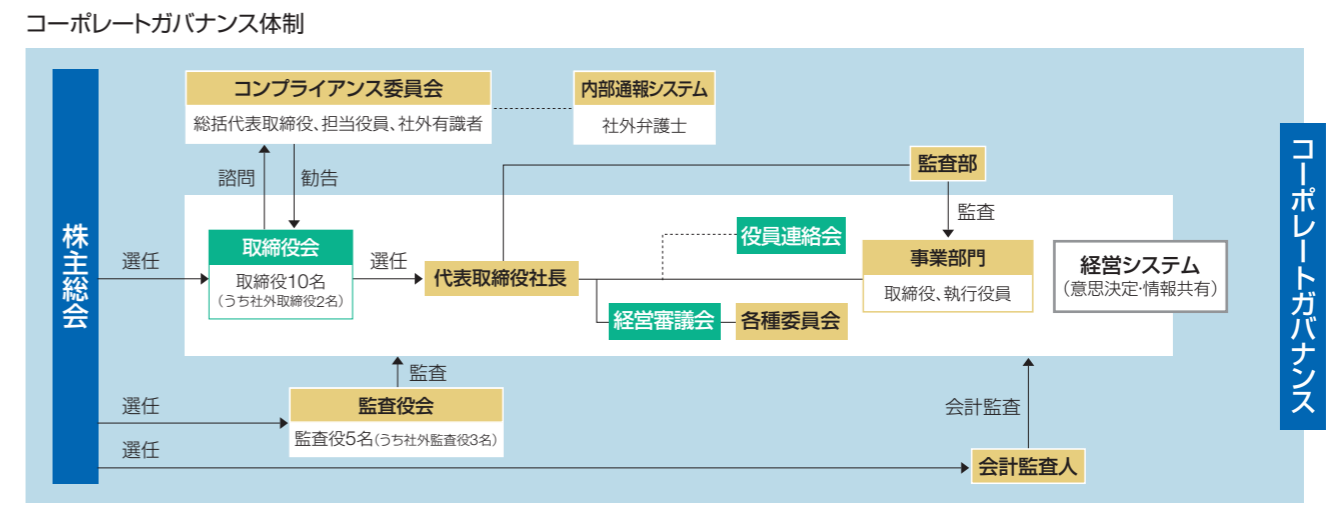 コーポレートガバナンス体制
コンプライアンス委員会
総括代表取締役、担当役員、社外有識者
内部通報システム
社外弁護士
諮問
勧告
監査部
監査
株主総会
選任
取締役会
取締役10名
(うち社外取締役2名)
選任
代表取締役社長
役員連絡会
経営審議会
各種委員会
事業部門
取締役、執行役員
経営システム
(意思決定・情報共有)
コーポレートガバナンス
監査
選任
監査役会
監査役5名(うち社外監査役3名)
会計監査
選任
会計監査人